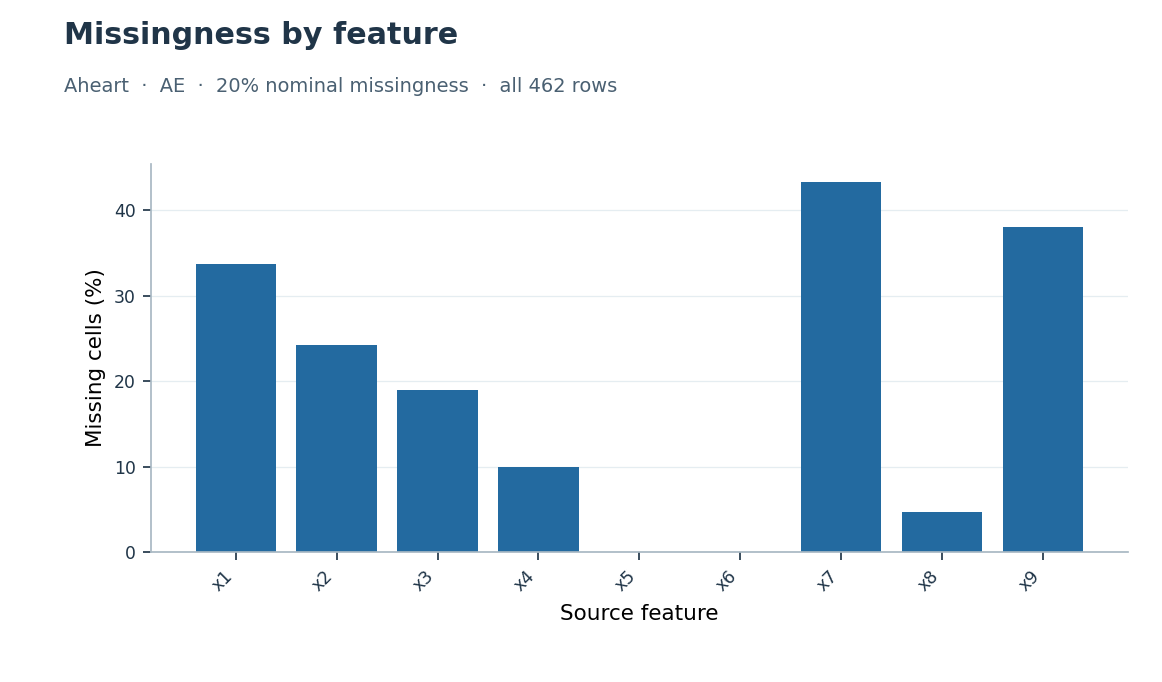 Missingness by feature
Aheart · AE · 20% nominal missingness · all 462 rows
Missing cells (%)
40
30
20
10
0
x1 x2 x3 x4 x5 x6 x7 x8 x9
Source feature